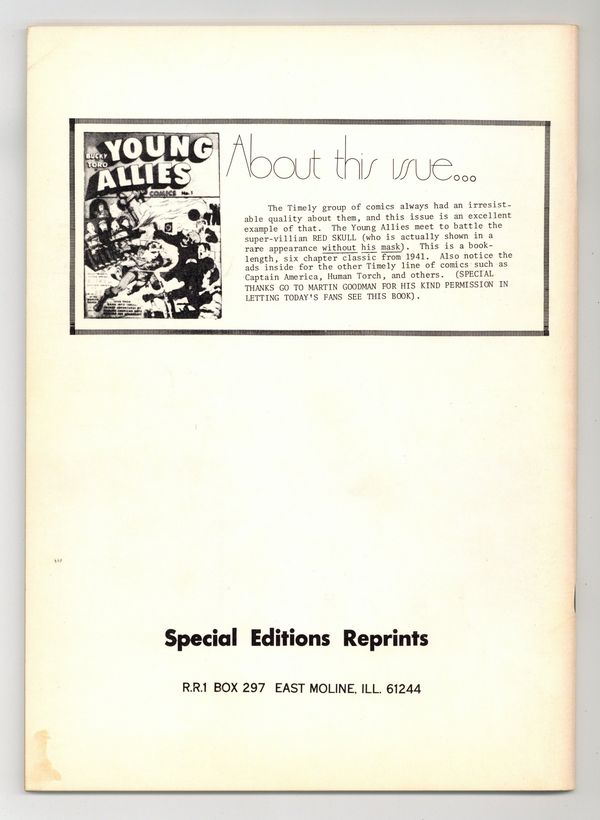 BUCKY
TORO
YOUNG
ALLIES
COMICS No.1
About this issue...
The Timely group of comics always had an irresist-
able quality about them, and this issue is an excellent
example of that. The Young Allies meet to battle the
super-villian RED SKULL (who is actually shown in a
rare appearance without his mask). This is a book-
length, six chapter classic from 1941. Also notice the
ads inside for the other Timely line of comics such as
Captain America, Human Torch, and others. (SPECIAL
THANKS GO TO MARTIN GOODMAN FOR HIS KIND PERMISSION IN
LETTING TODAY'S FANS SEE THIS BOOK).
Special Editions Reprints
R.R.1 BOX 297 EAST MOLINE, ILL. 61244